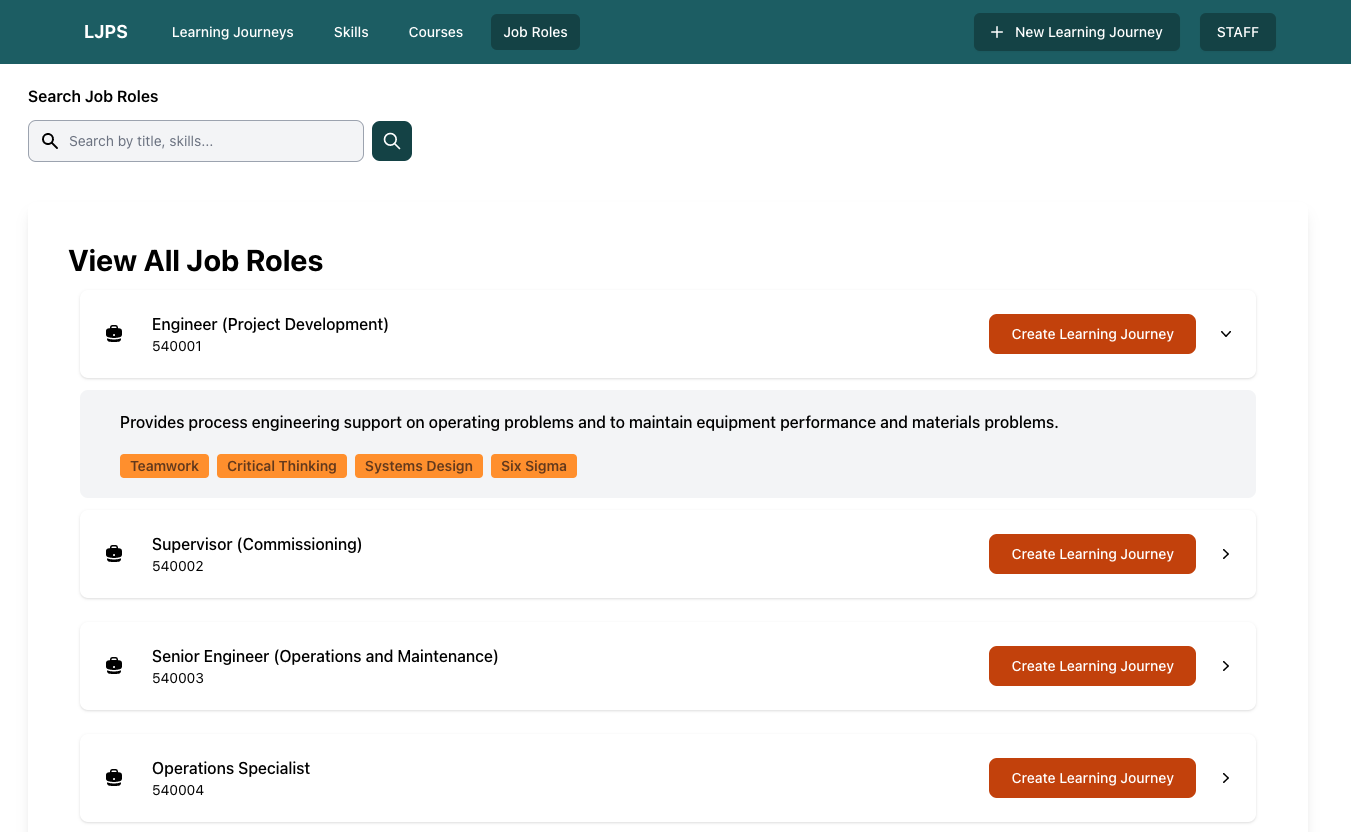 LJPS Learning Journeys Skills Courses Job Roles New Learning Journey STAFF
Search Job Roles
Search by title, skills...
View All Job Roles
Engineer (Project Development)
540001
Create Learning Journey
Provides process engineering support on operating problems and to maintain equipment performance and materials problems.
Teamwork Critical Thinking Systems Design Six Sigma
Supervisor (Commissioning)
540002
Create Learning Journey
Senior Engineer (Operations and Maintenance)
540003
Create Learning Journey
Operations Specialist
540004
Create Learning Journey